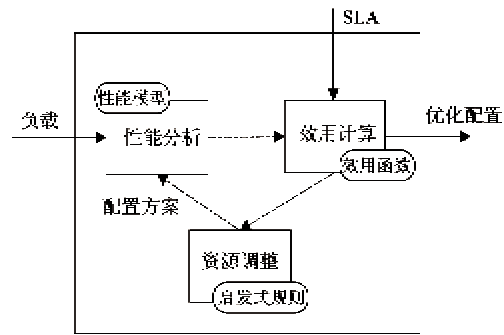 SLA
性能模型
负载
性能分析
效用计算
优化配置
效用函数
配置方案
资源调整
启发式规则